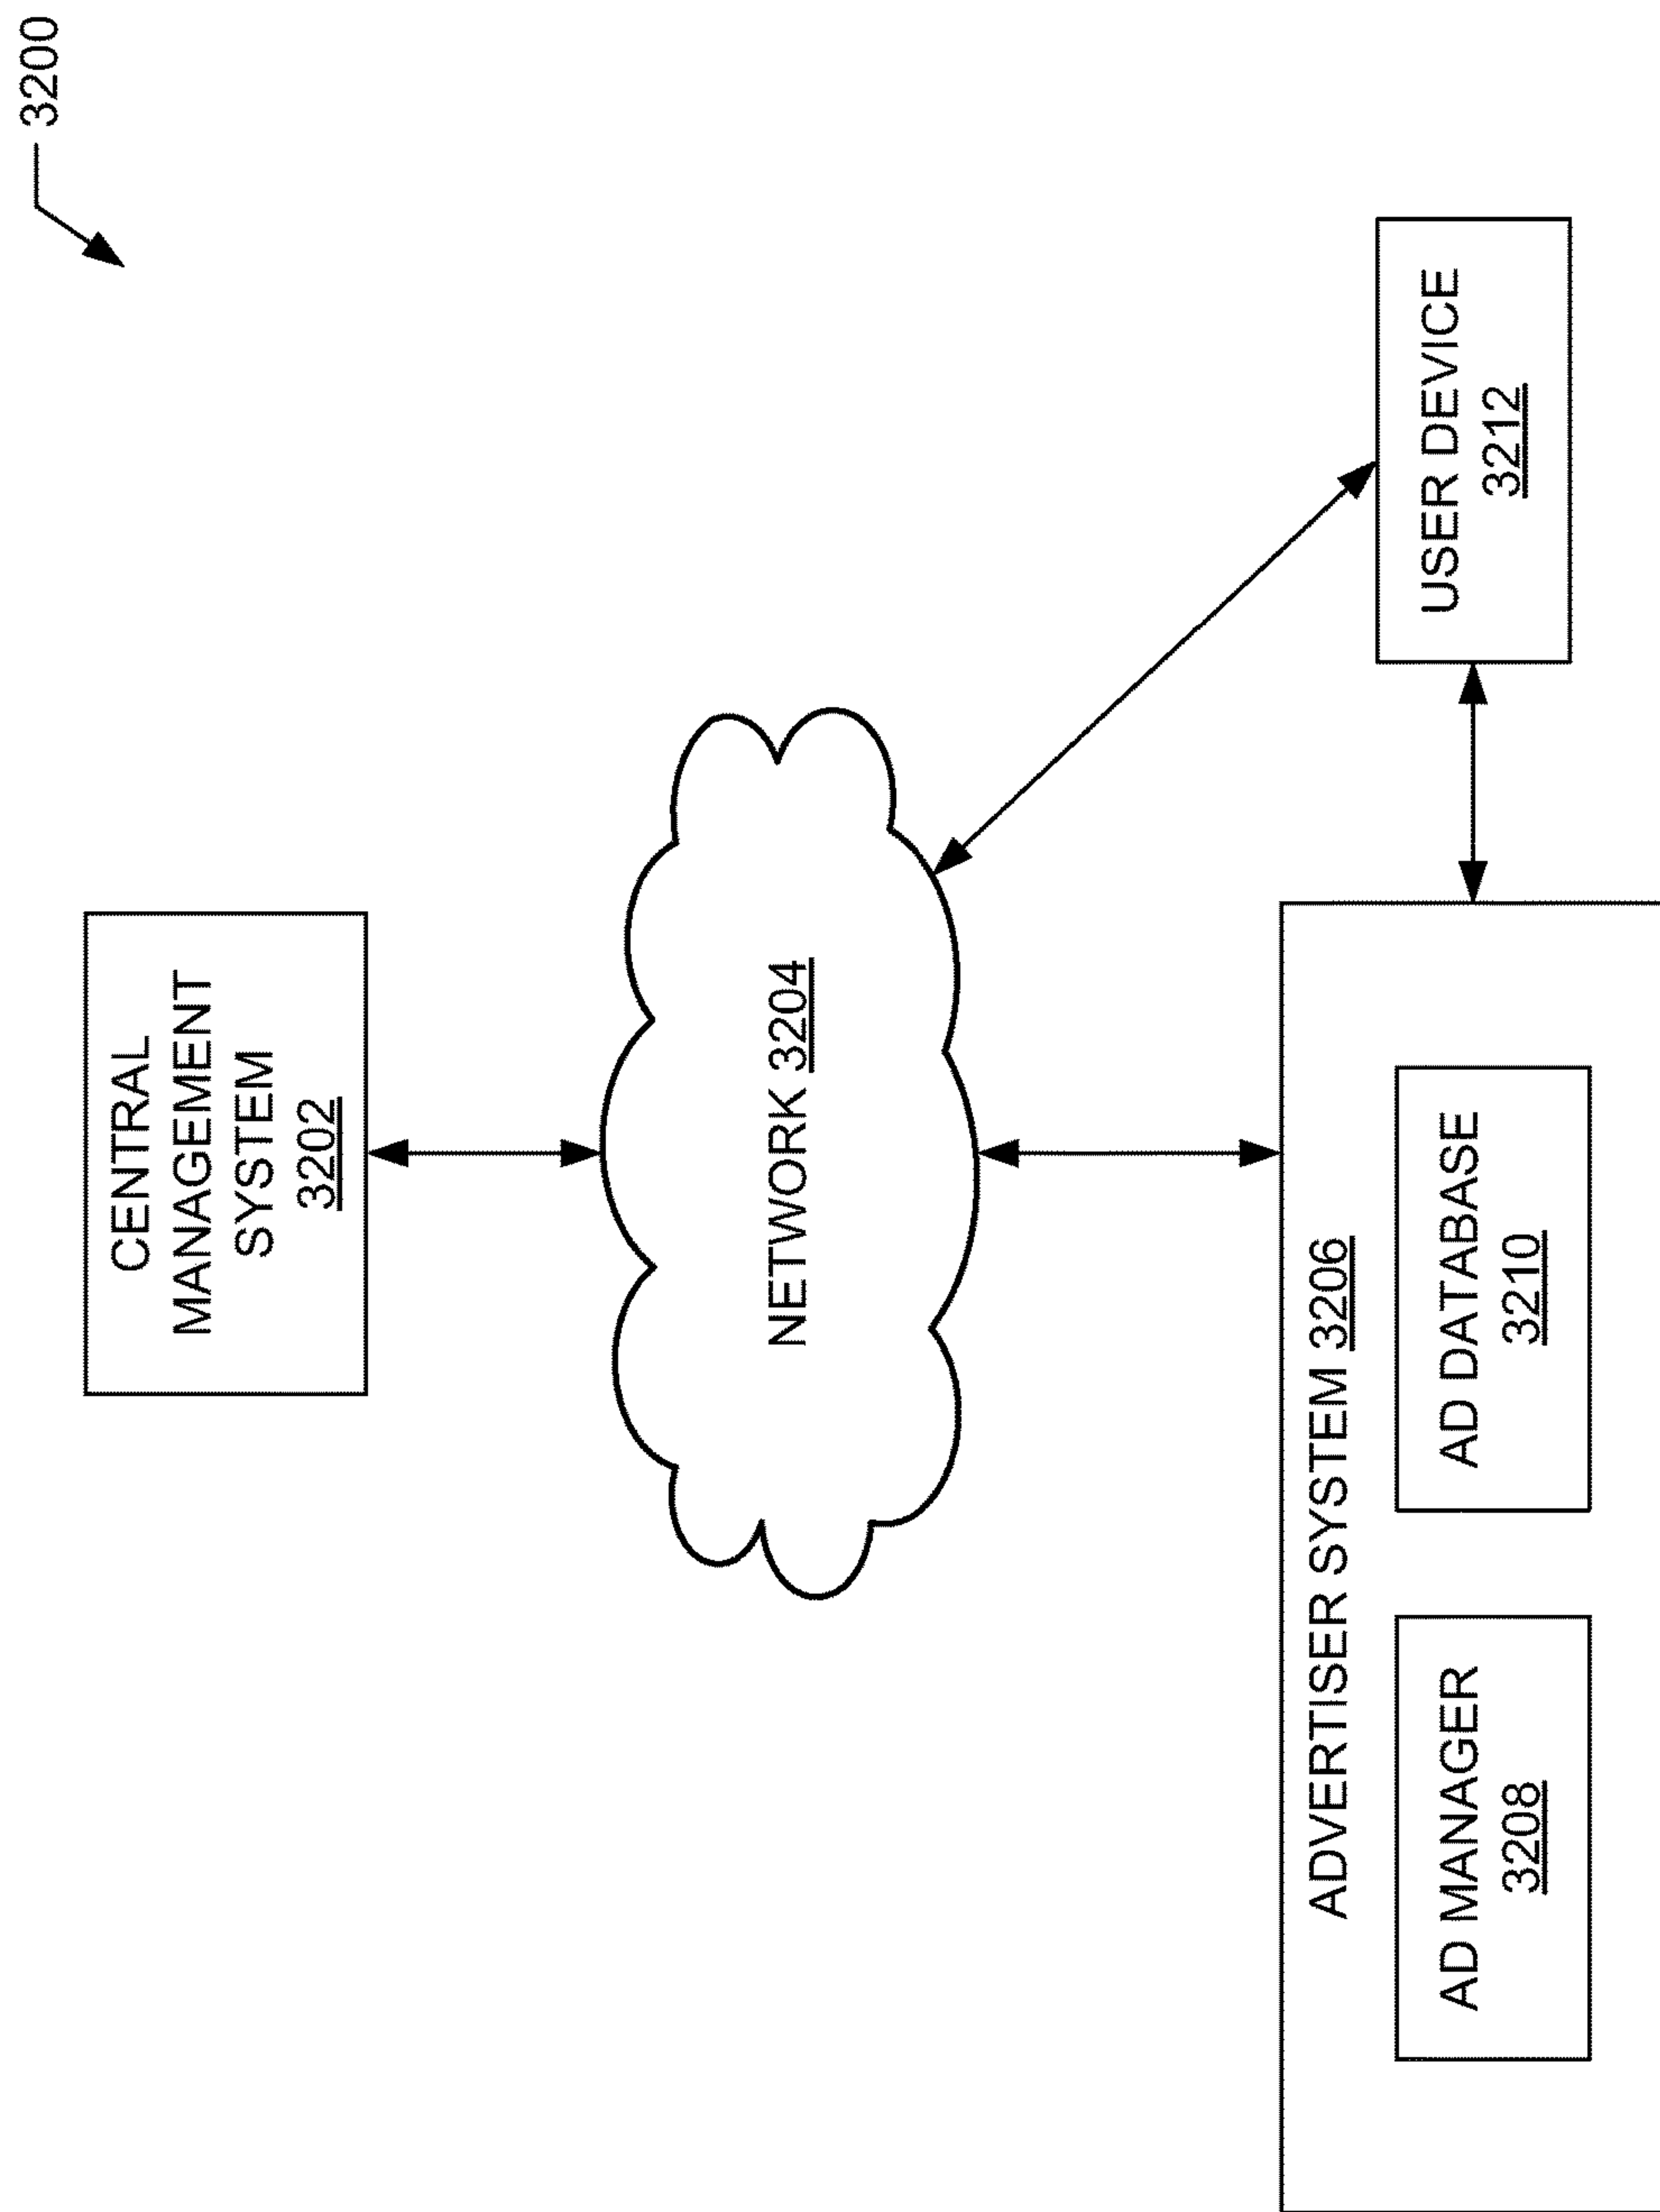 3200
CENTRAL
MANAGEMENT
SYSTEM
3202
NETWORK 3204
ADVERTISER SYSTEM 3206
AD MANAGER
3208
AD DATABASE
3210
USER DEVICE
3212